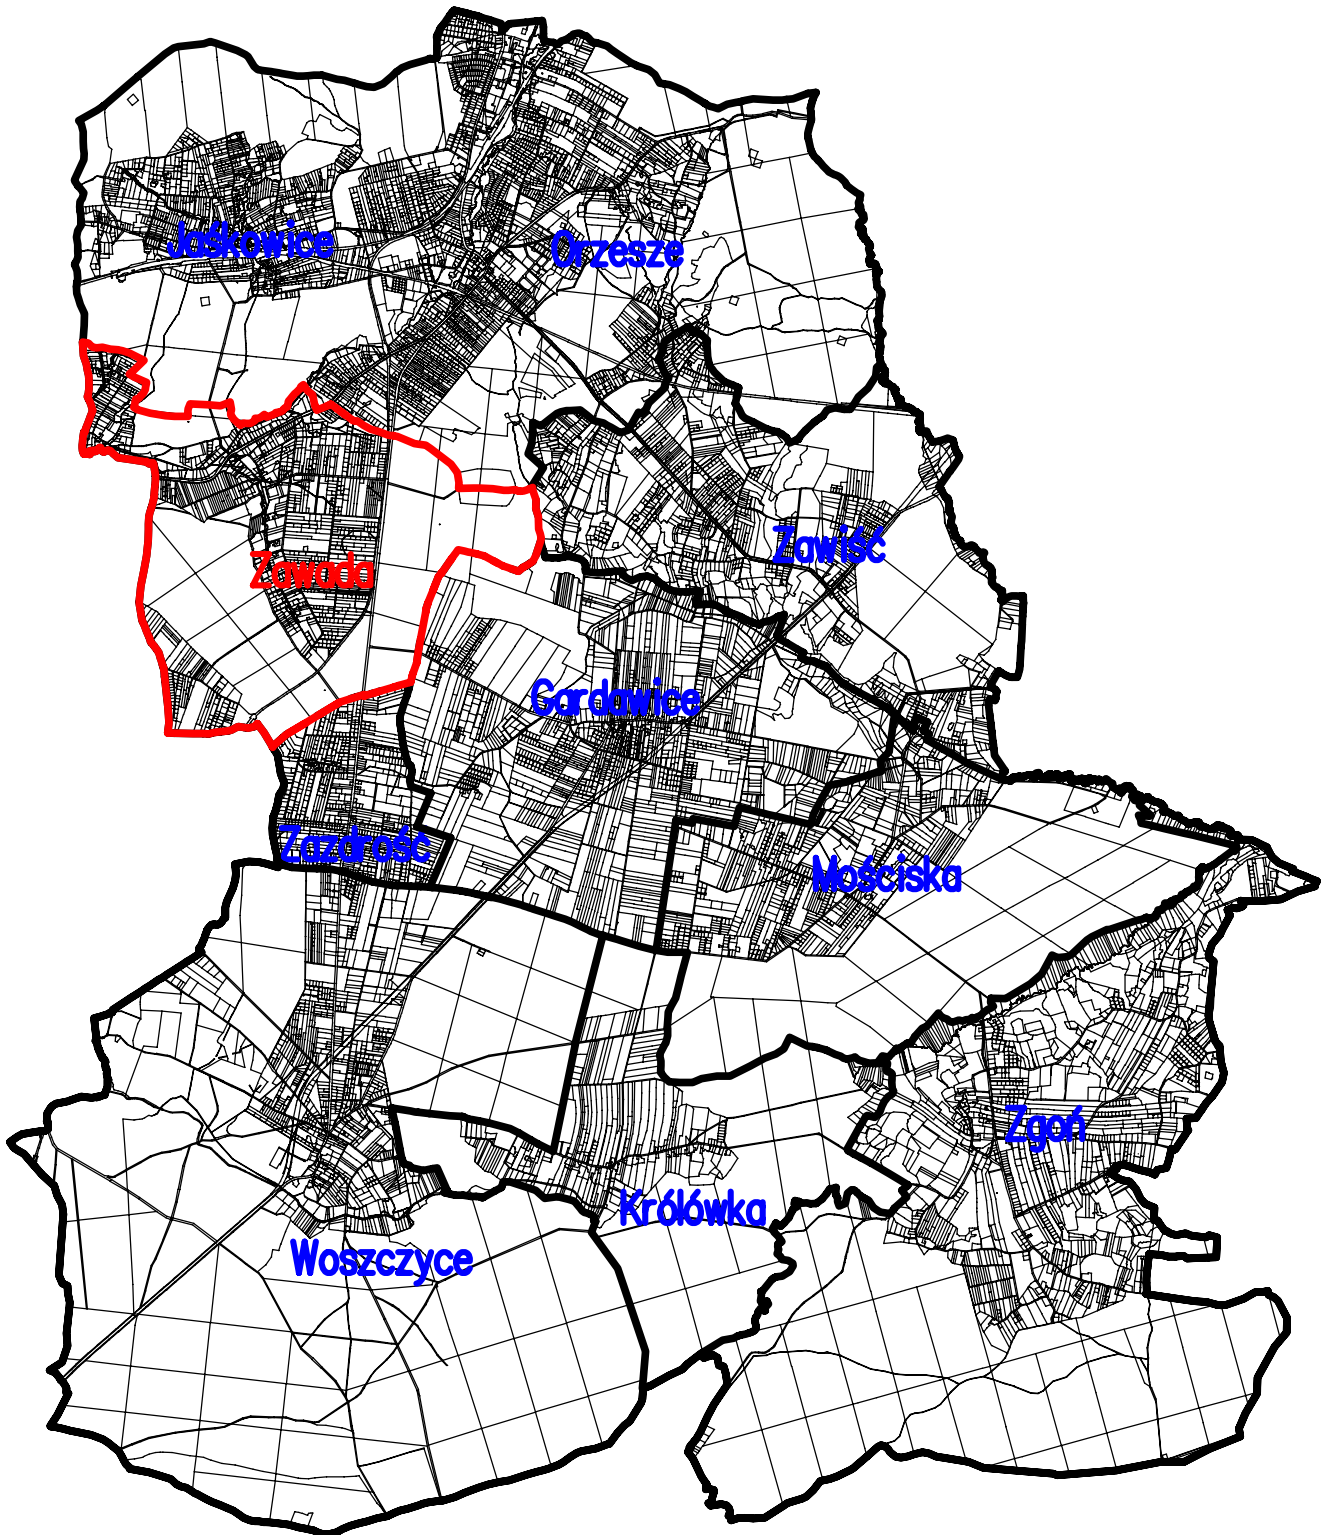 Jaśkowice
Orzesze
Zawiść
Zawada
Gardawice
Zazdrość
Mościska
Zgoń
Królówka
Woszczyce